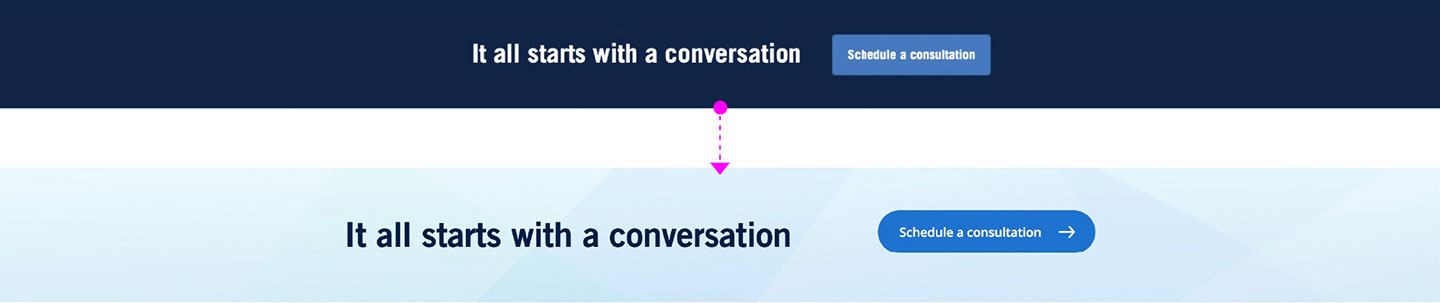 It all starts with a conversation
Schedule a consultation
It all starts with a conversation
Schedule a consultation →